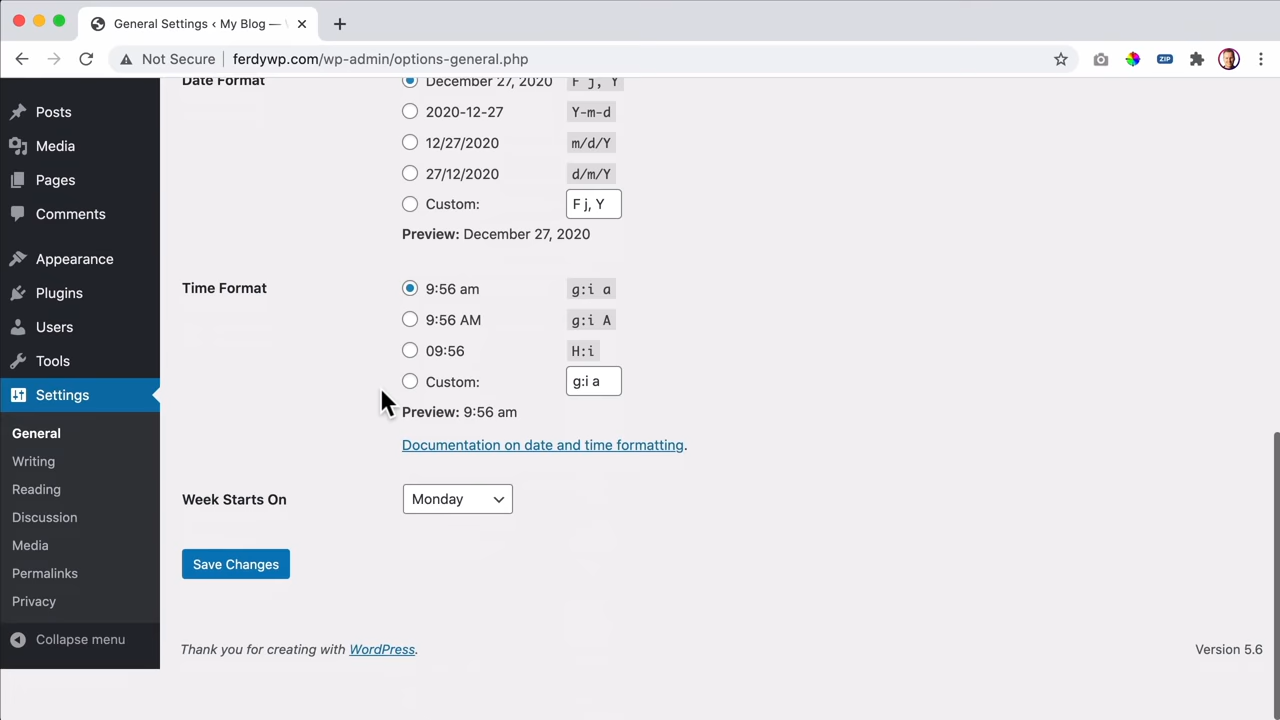 General Settings ‹ My Blog —
Not Secure
ferdywp.com/wp-admin/options-general.php
ZIP
Posts
Media
Pages
Comments
Appearance
Plugins
Users
Tools
Settings
General
Writing
Reading
Discussion
Media
Permalinks
Privacy
Collapse menu
Date Format
December 27, 2020 F j, Y
2020-12-27 Y-m-d
12/27/2020 m/d/Y
27/12/2020 d/m/Y
Custom: F j, Y
Preview: December 27, 2020
Time Format
9:56 am g:i a
9:56 AM g:i A
09:56 H:i
Custom: g:i a
Preview: 9:56 am
Documentation on date and time formatting.
Week Starts On Monday
Save Changes
Thank you for creating with WordPress.
Version 5.6